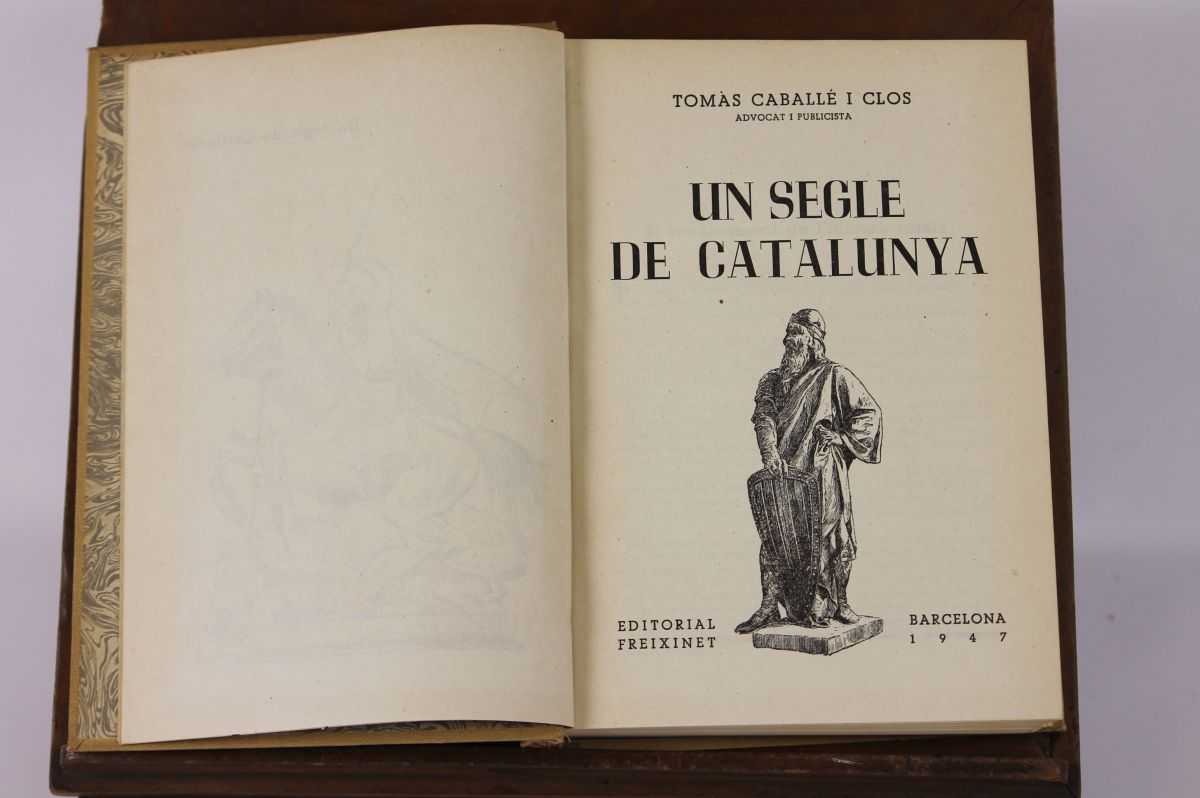 TOMÀS CABALLÉ I CLOS
ADVOCAT I PUBLICISTA
UN SEGLE
DE CATALUNYA
EDITORIAL
FREIXINET
BARCELONA
1947